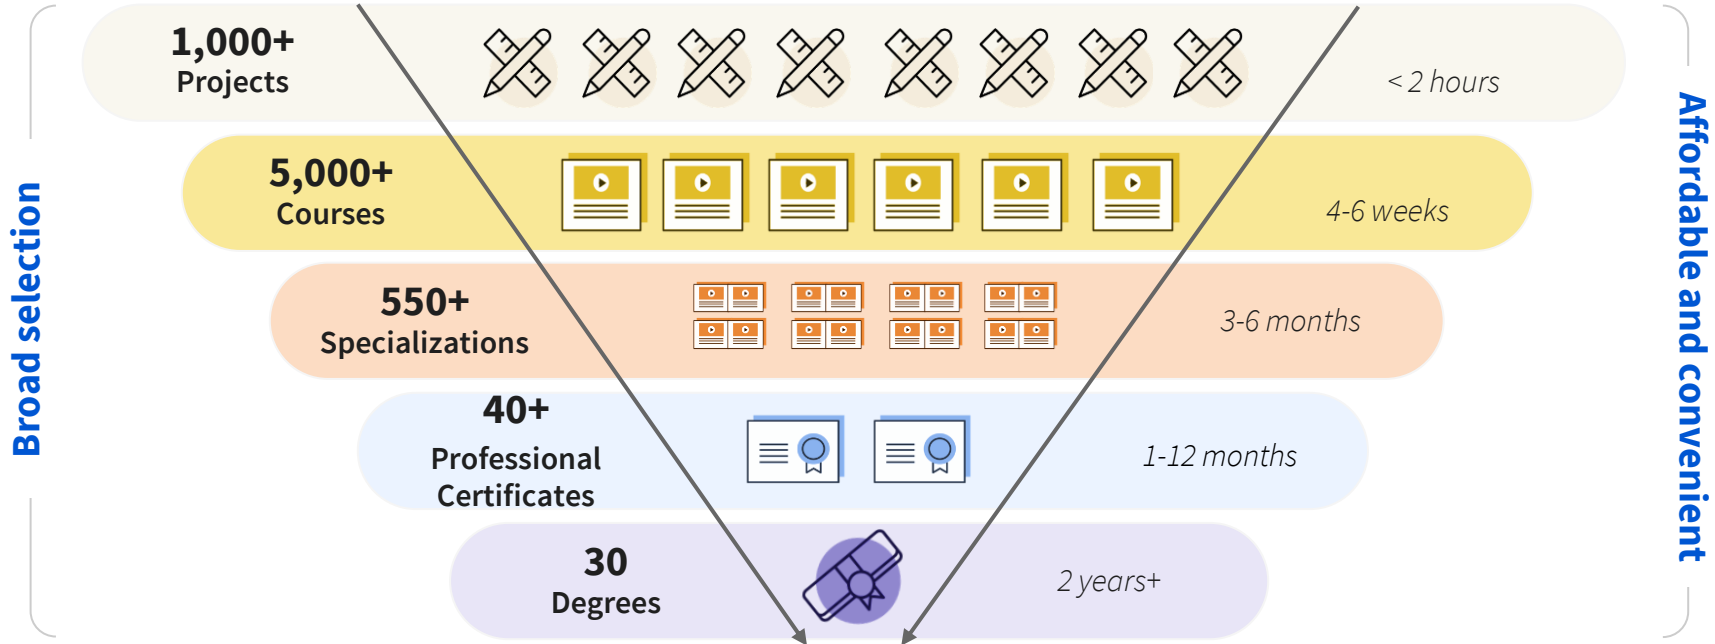 Broad selection
1,000+
Projects
< 2 hours
5,000+
Courses
4-6 weeks
550+
Specializations
3-6 months
40+
Professional
Certificates
1-12 months
30
Degrees
2 years+
Affordable and convenient